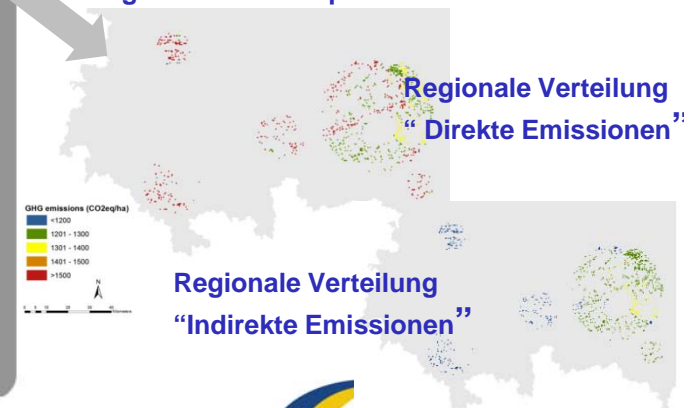 Regionale Verteilung
“ Direkte Emissionen”
GHG emissions (CO2eq/ha)
<1200
1201 - 1300
1301 - 1400
1401 - 1500
>1500
N
Regionale Verteilung
“Indirekte Emissionen”